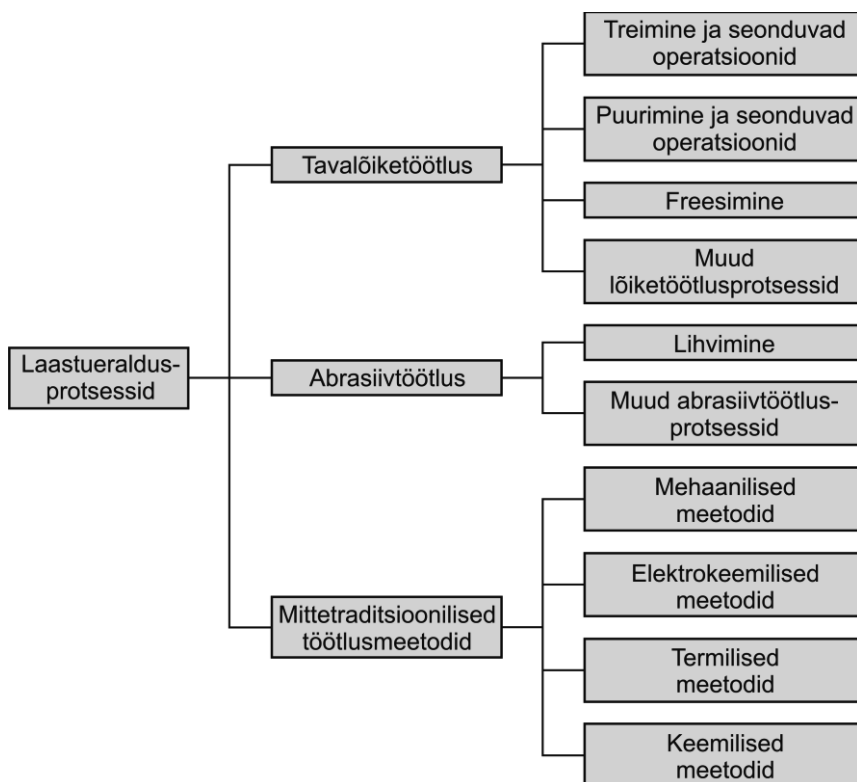 Treimine ja seonduvad
operatsioonid
Puurimine ja seonduvad
operatsioonid
Tavalõiketöötlus
Freesimine
Muud
lõiketöötlusprotsessid
Laastueraldus-
protsessid
Abrasiivtöötlus
Lihvimine
Muud abrasiivtöötlus-
protsessid
Mehaanilised
meetodid
Elektrokeemilised
meetodid
Mittetraditsioonilised
töötlusmeetodid
Termilised
meetodid
Keemilised
meetodid